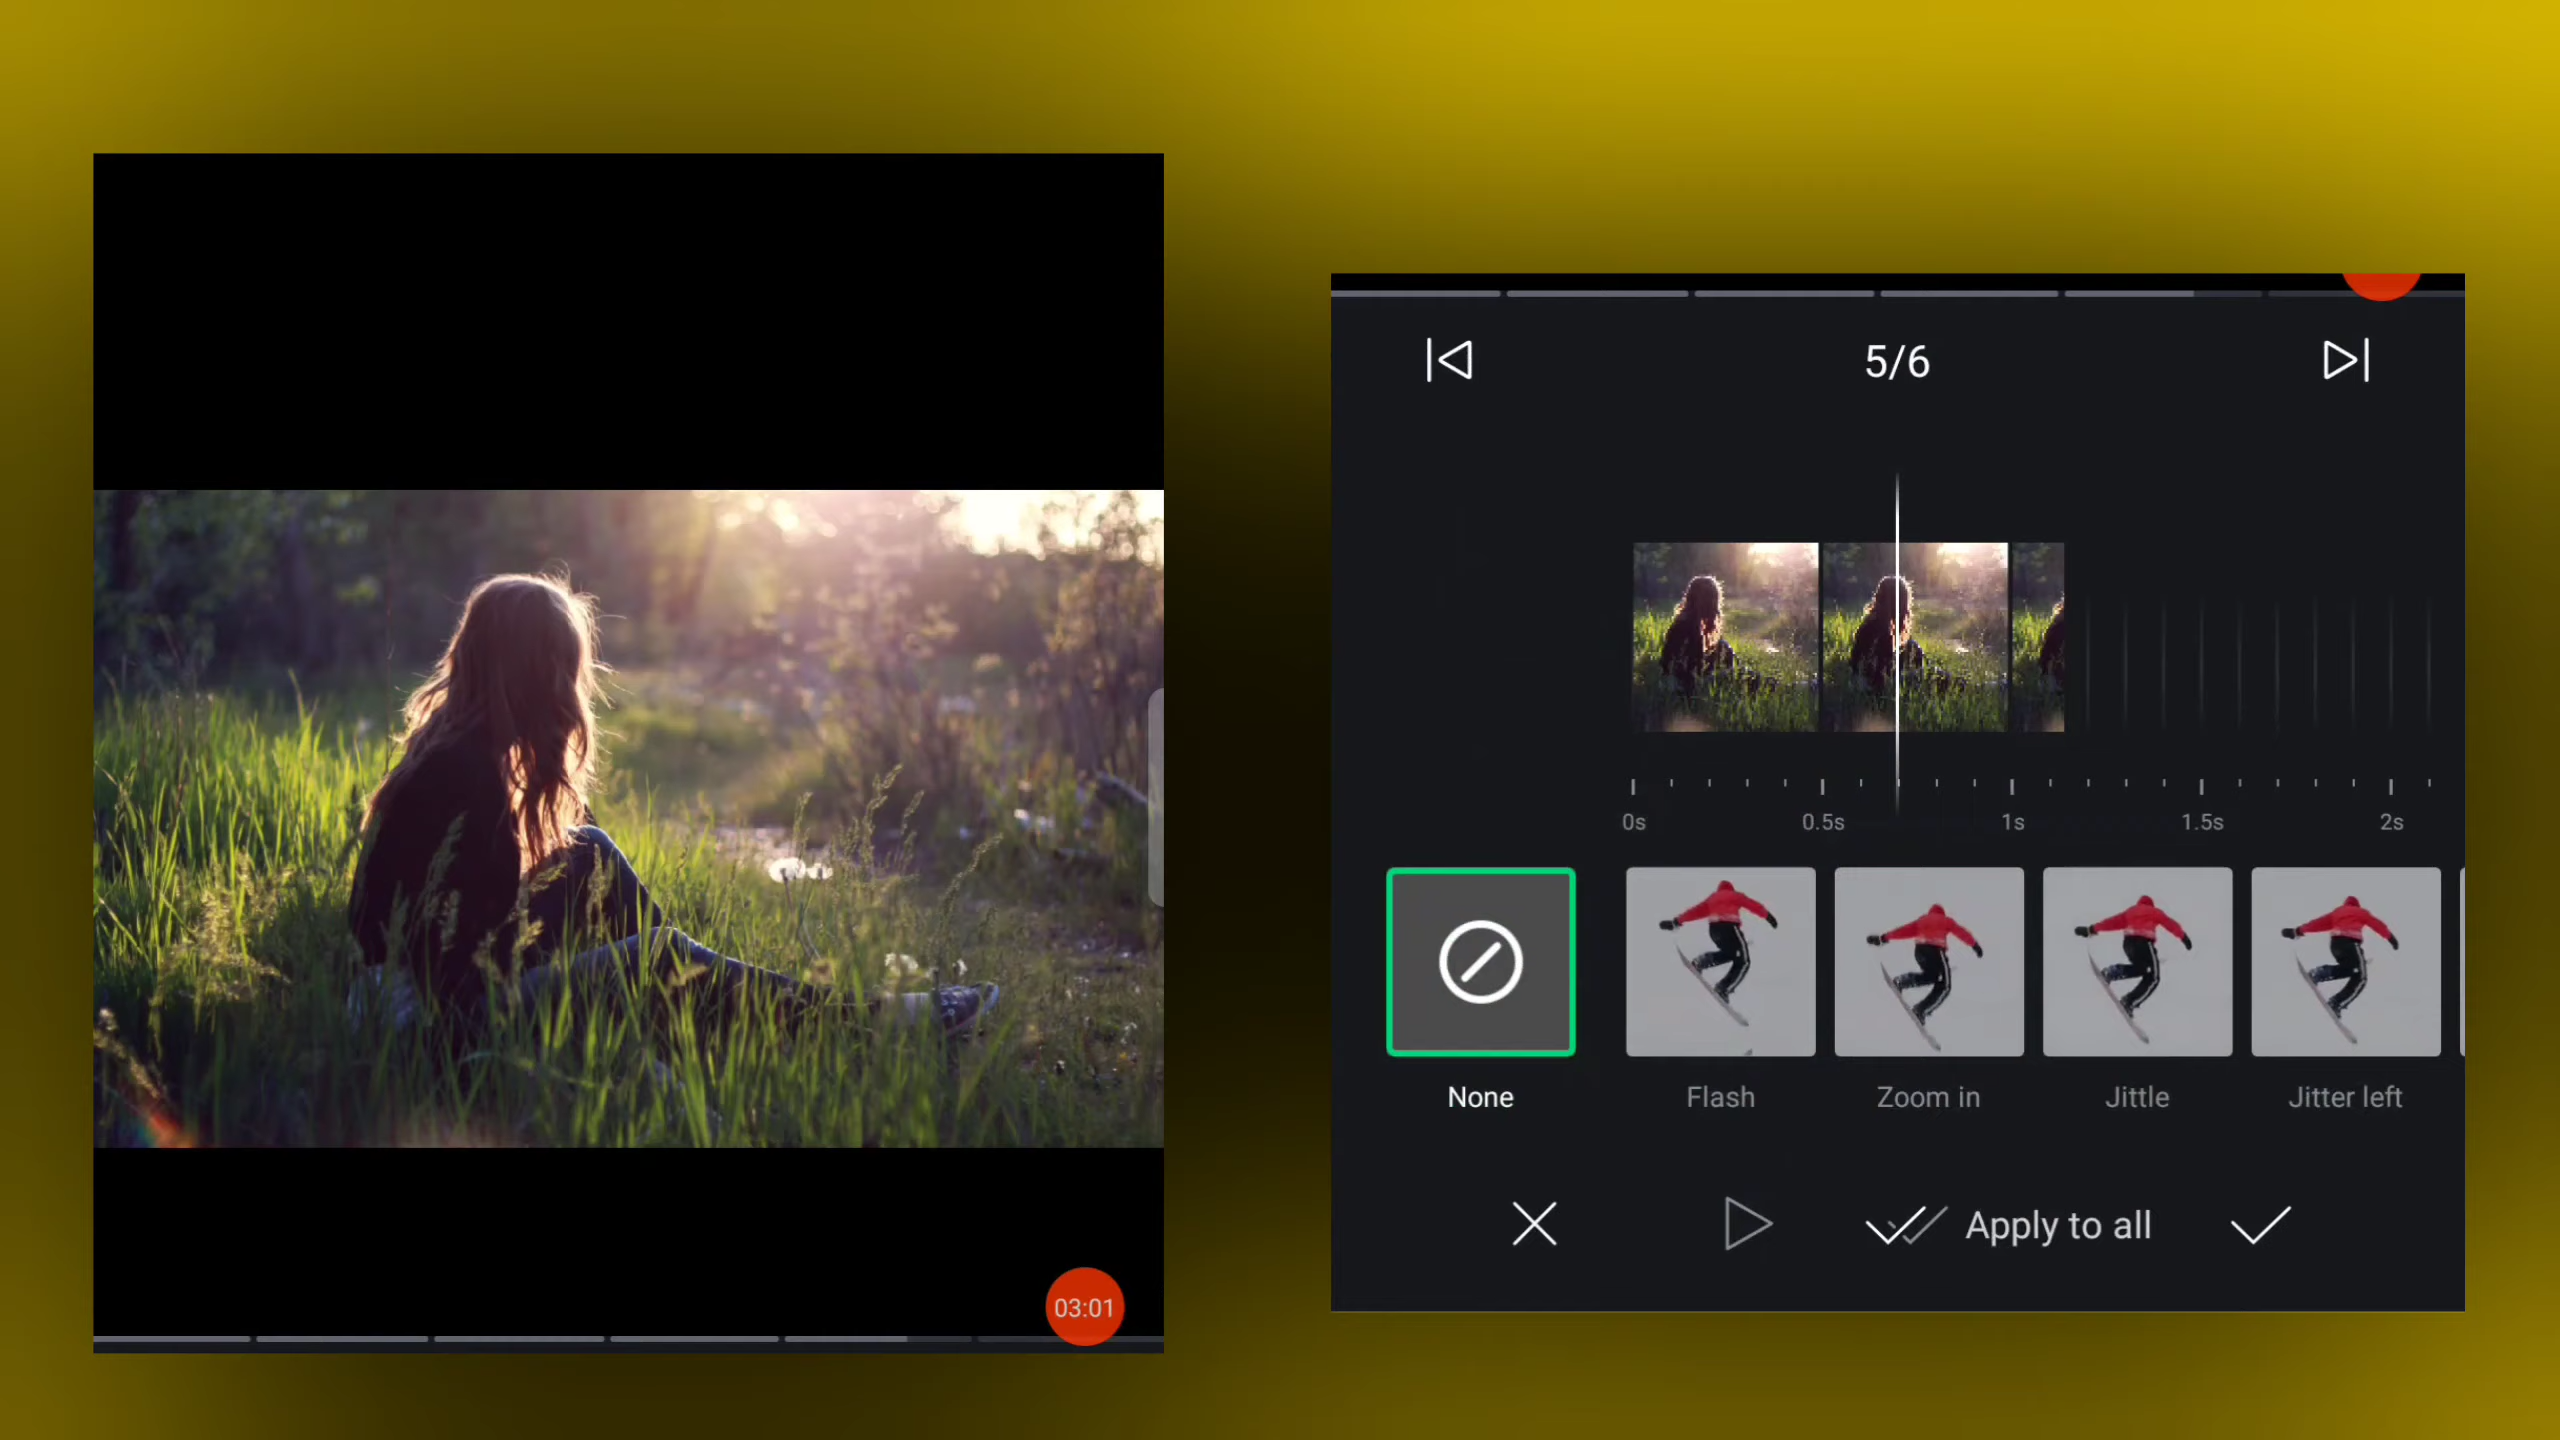 03:01
5/6
0s 0.5s 1s 1.5s 2s
None Flash Zoom in Jittle Jitter left
Apply to all